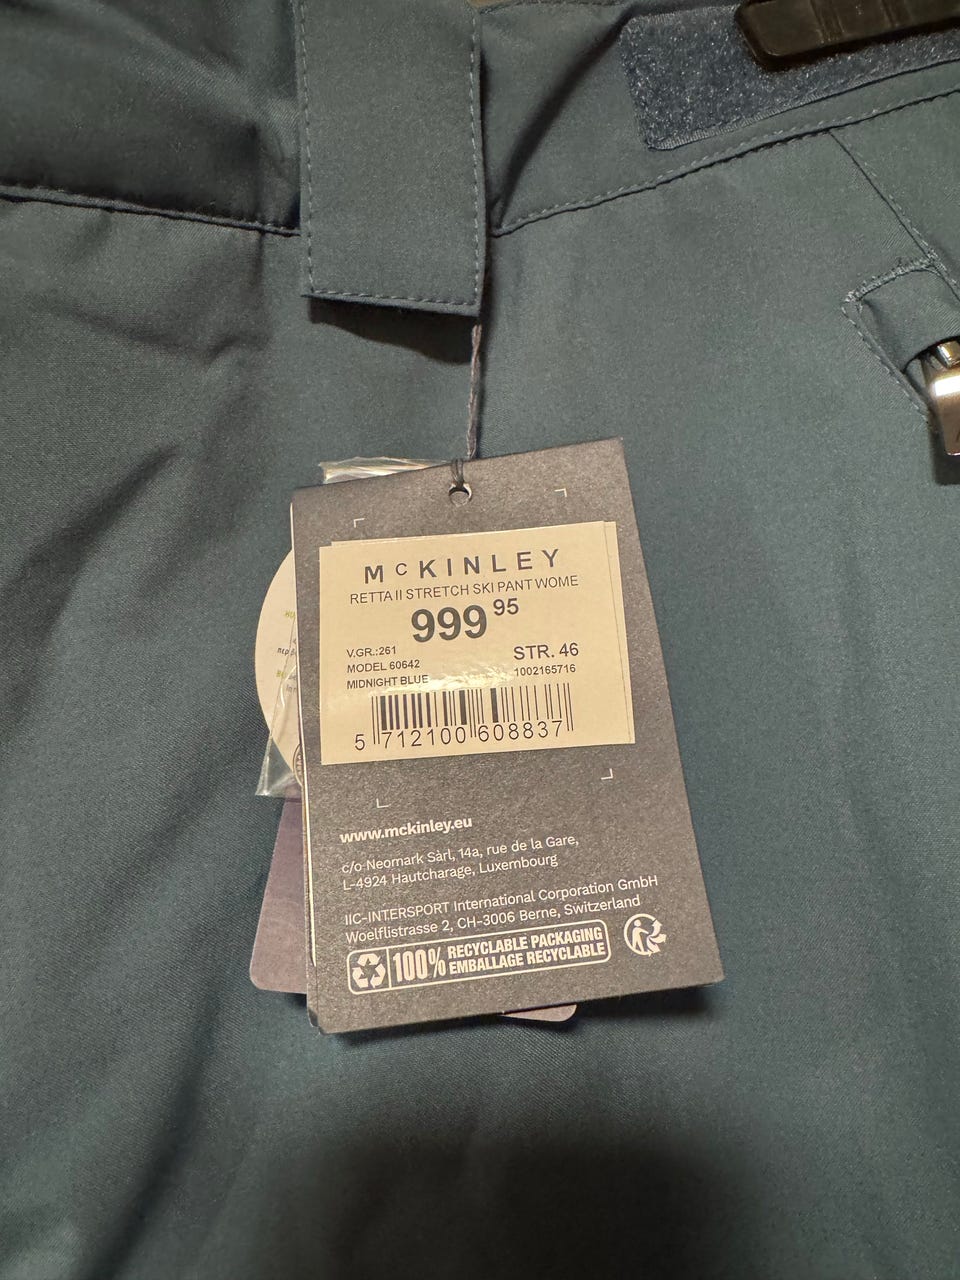 McKINLEY
RETTA II STRETCH SKI PANT WOME
999 95
V.GR.:261
MODEL 60642 STR. 46
MIDNIGHT BLUE 1002165716
5 712100 608837
www.mckinley.eu
c/o Neomark Sàrl, 14a, rue de la Gare,
L-4924 Hautcharage, Luxembourg
IIC-INTERSPORT International Corporation GmbH
Woelflistrasse 2, CH-3006 Berne, Switzerland
100% RECYCLABLE PACKAGING
EMBALLAGE RECYCLABLE